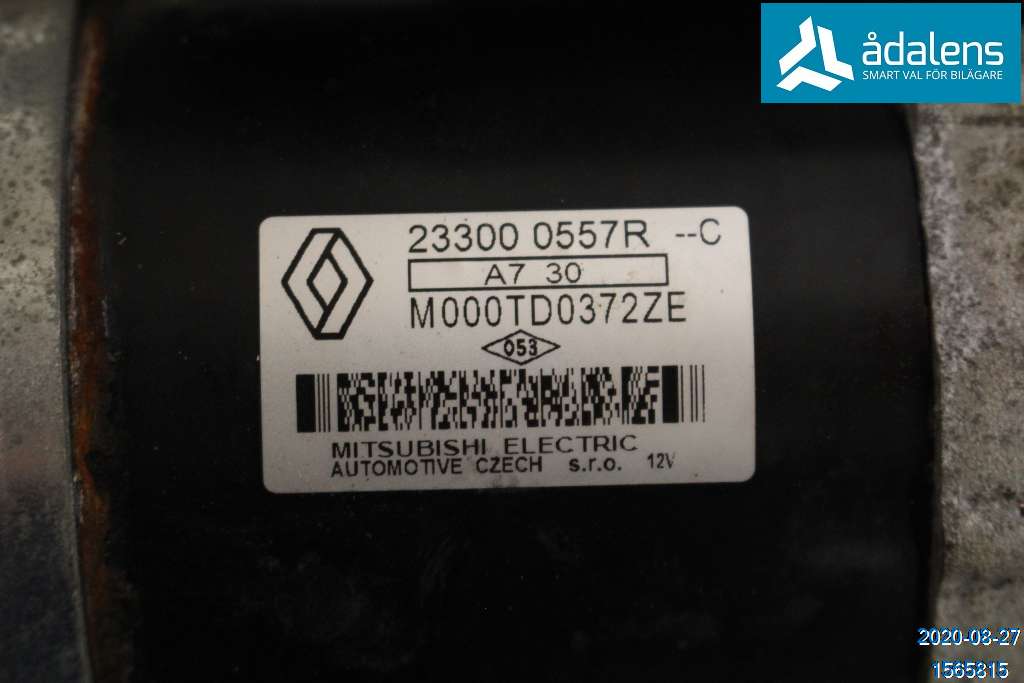 ådalens
SMART VAL FÖR BILÄGARE
23300 0557R --C
A7 30
M000TD0372ZE
053
MITSUBISHI ELECTRIC
AUTOMOTIVE CZECH s.r.o. 12V
2020-08-27
1565815